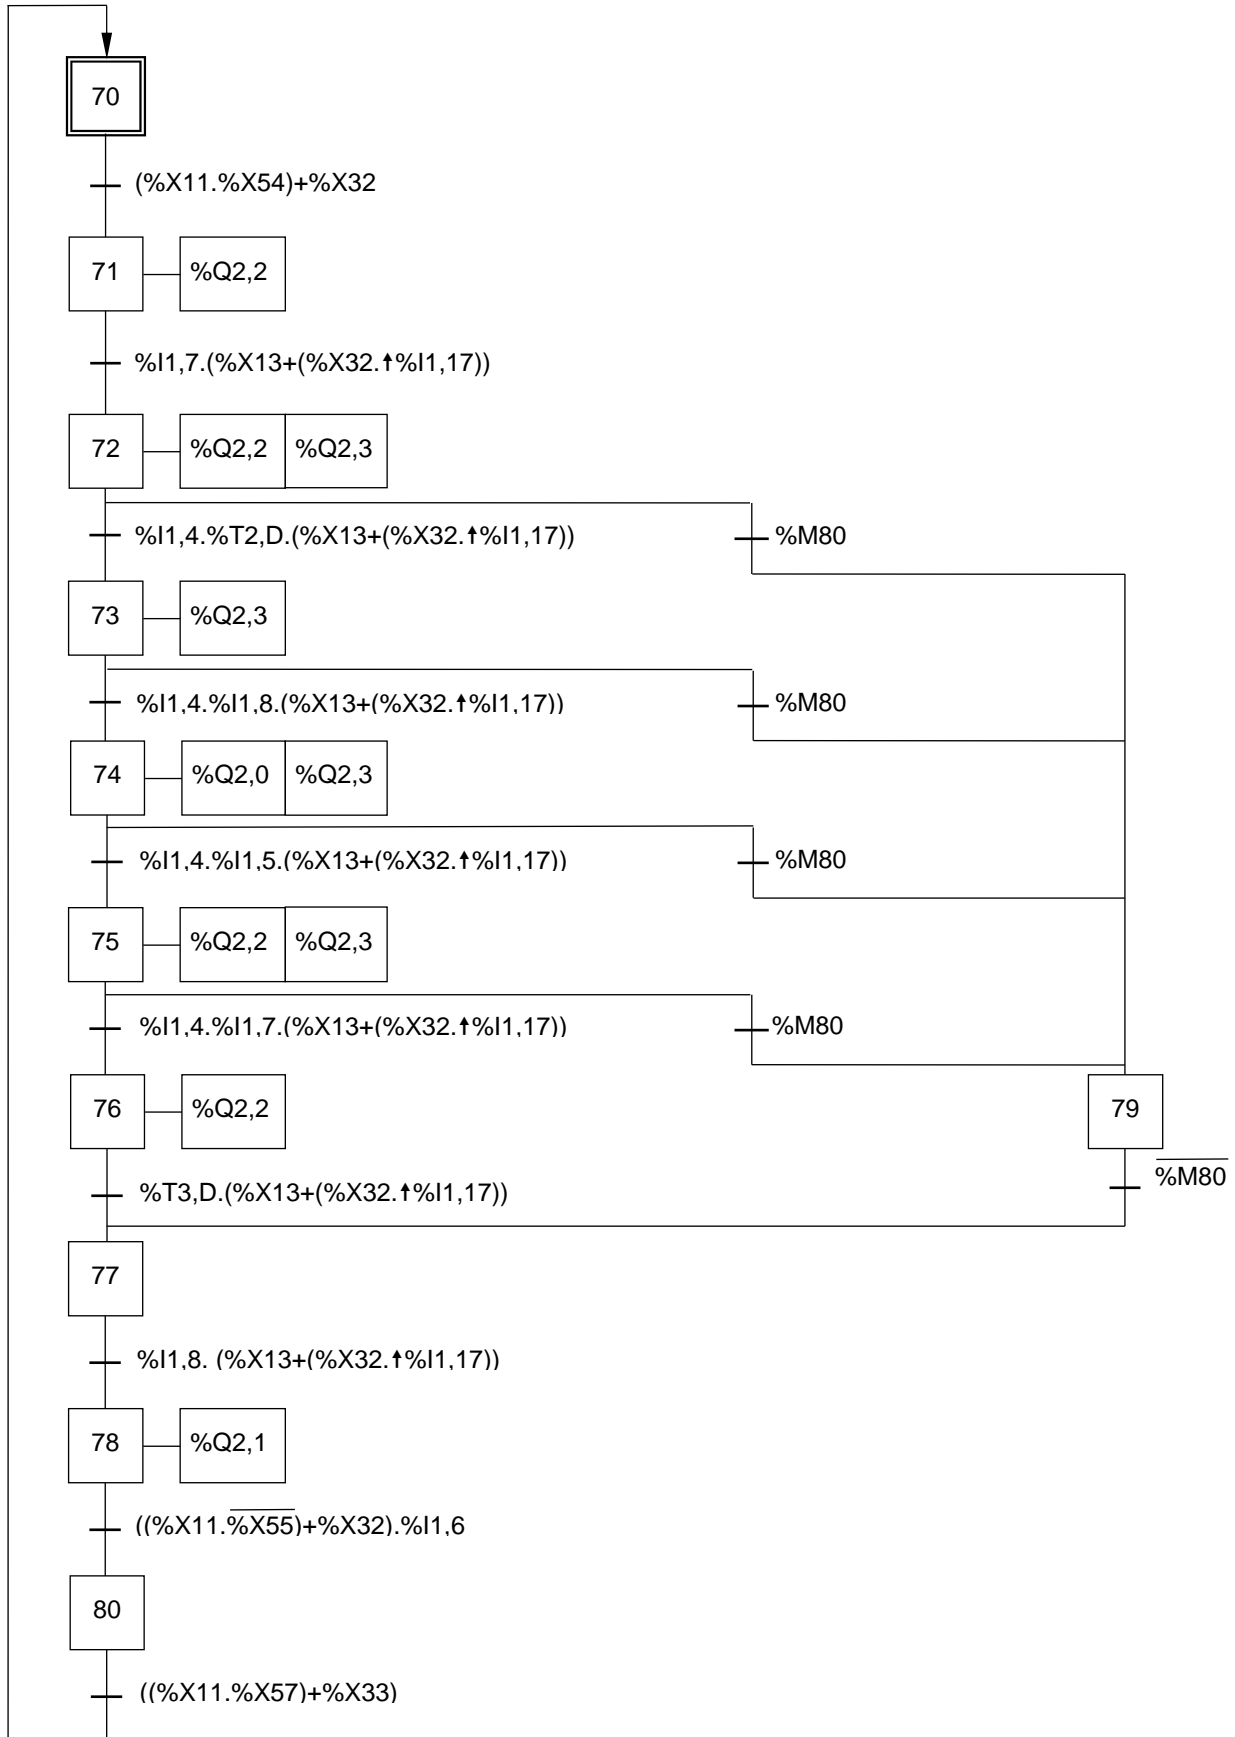 70
(%X11.%X54)+%X32
71 %Q2,2
%I1,7.(%X13+(%X32.↑%I1,17))
72 %Q2,2 %Q2,3
%I1,4.%T2,D.(%X13+(%X32.↑%I1,17)) %M80
73 %Q2,3
%I1,4.%I1,8.(%X13+(%X32.↑%I1,17)) %M80
74 %Q2,0 %Q2,3
%I1,4.%I1,5.(%X13+(%X32.↑%I1,17)) %M80
75 %Q2,2 %Q2,3
%I1,4.%I1,7.(%X13+(%X32.↑%I1,17)) %M80
76 %Q2,2 79
%T3,D.(%X13+(%X32.↑%I1,17)) %M80
77
%I1,8. (%X13+(%X32.↑%I1,17))
78 %Q2,1
((%X11.%X55)+%X32).%I1,6
80
((%X11.%X57)+%X33)